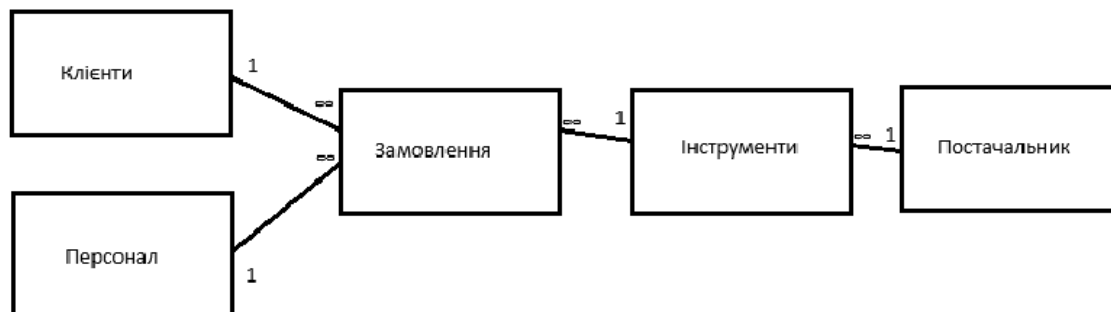 Клієнти
1
∞
Замовлення
∞
1
Інструменти
∞
1
Постачальник
∞
Персонал
1